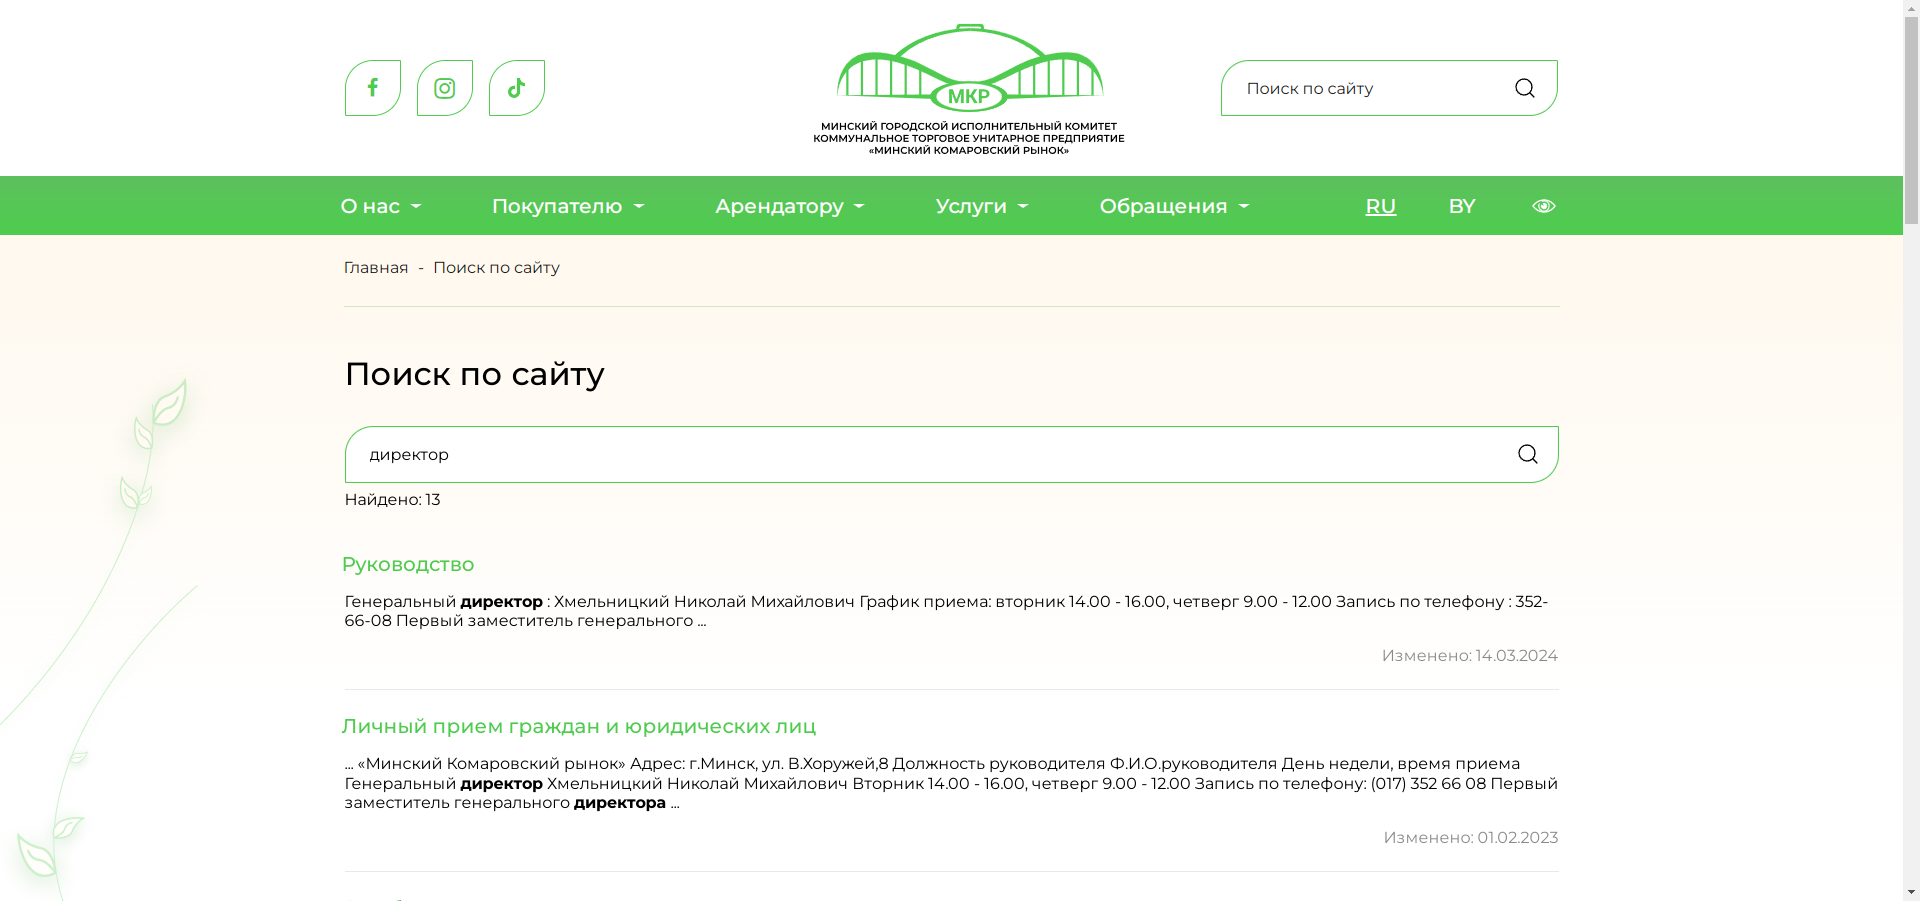 МКР
МИНСКИЙ ГОРОДСКОЙ ИСПОЛНИТЕЛЬНЫЙ КОМИТЕТ
КОММУНАЛЬНОЕ ТОРГОВОЕ УНИТАРНОЕ ПРЕДПРИЯТИЕ
«МИНСКИЙ КОМАРОВСКИЙ РЫНОК»
Поиск по сайту
О нас Покупателю Арендатору Услуги Обращения RU BY
Главная - Поиск по сайту
Поиск по сайту
директор
Найдено: 13
Руководство
Генеральный директор : Хмельницкий Николай Михайлович График приема: вторник 14.00 - 16.00, четверг 9.00 - 12.00 Запись по телефону : 352-
66-08 Первый заместитель генерального ...
Изменено: 14.03.2024
Личный прием граждан и юридических лиц
... «Минский Комаровский рынок» Адрес: г.Минск, ул. В.Хоружей,8 Должность руководителя Ф.И.О.руководителя День недели, время приема
Генеральный директор Хмельницкий Николай Михайлович Вторник 14.00 - 16.00, четверг 9.00 - 12.00 Запись по телефону: (017) 352 66 08 Первый
заместитель генерального директора ...
Изменено: 01.02.2023